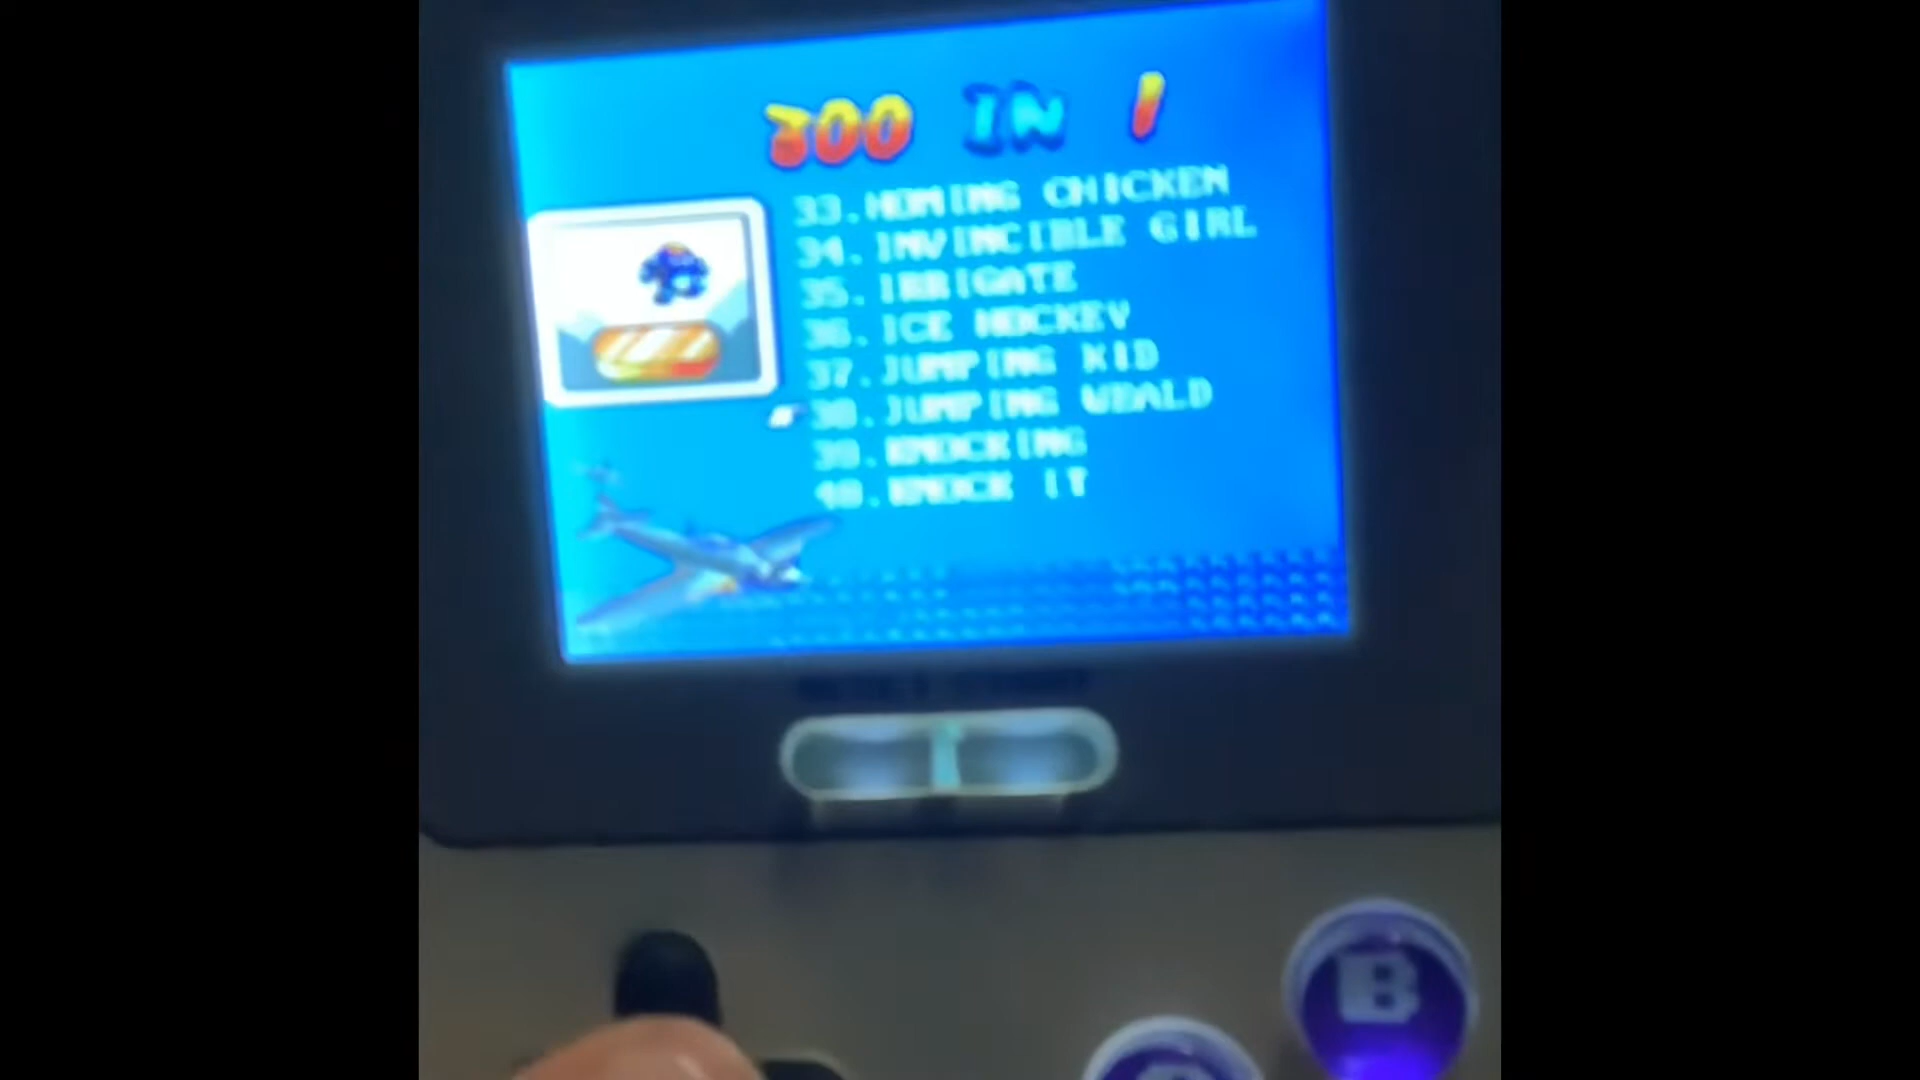 300 IN 1
33.HOMING CHICKEN
34.INVINCIBLE GIRL
35.IRRIGATE
36.ICE HOCKEY
37.JUMPING KID
38.JUMPING WEALD
39.KNOCKING
40.KNOCK IT
B